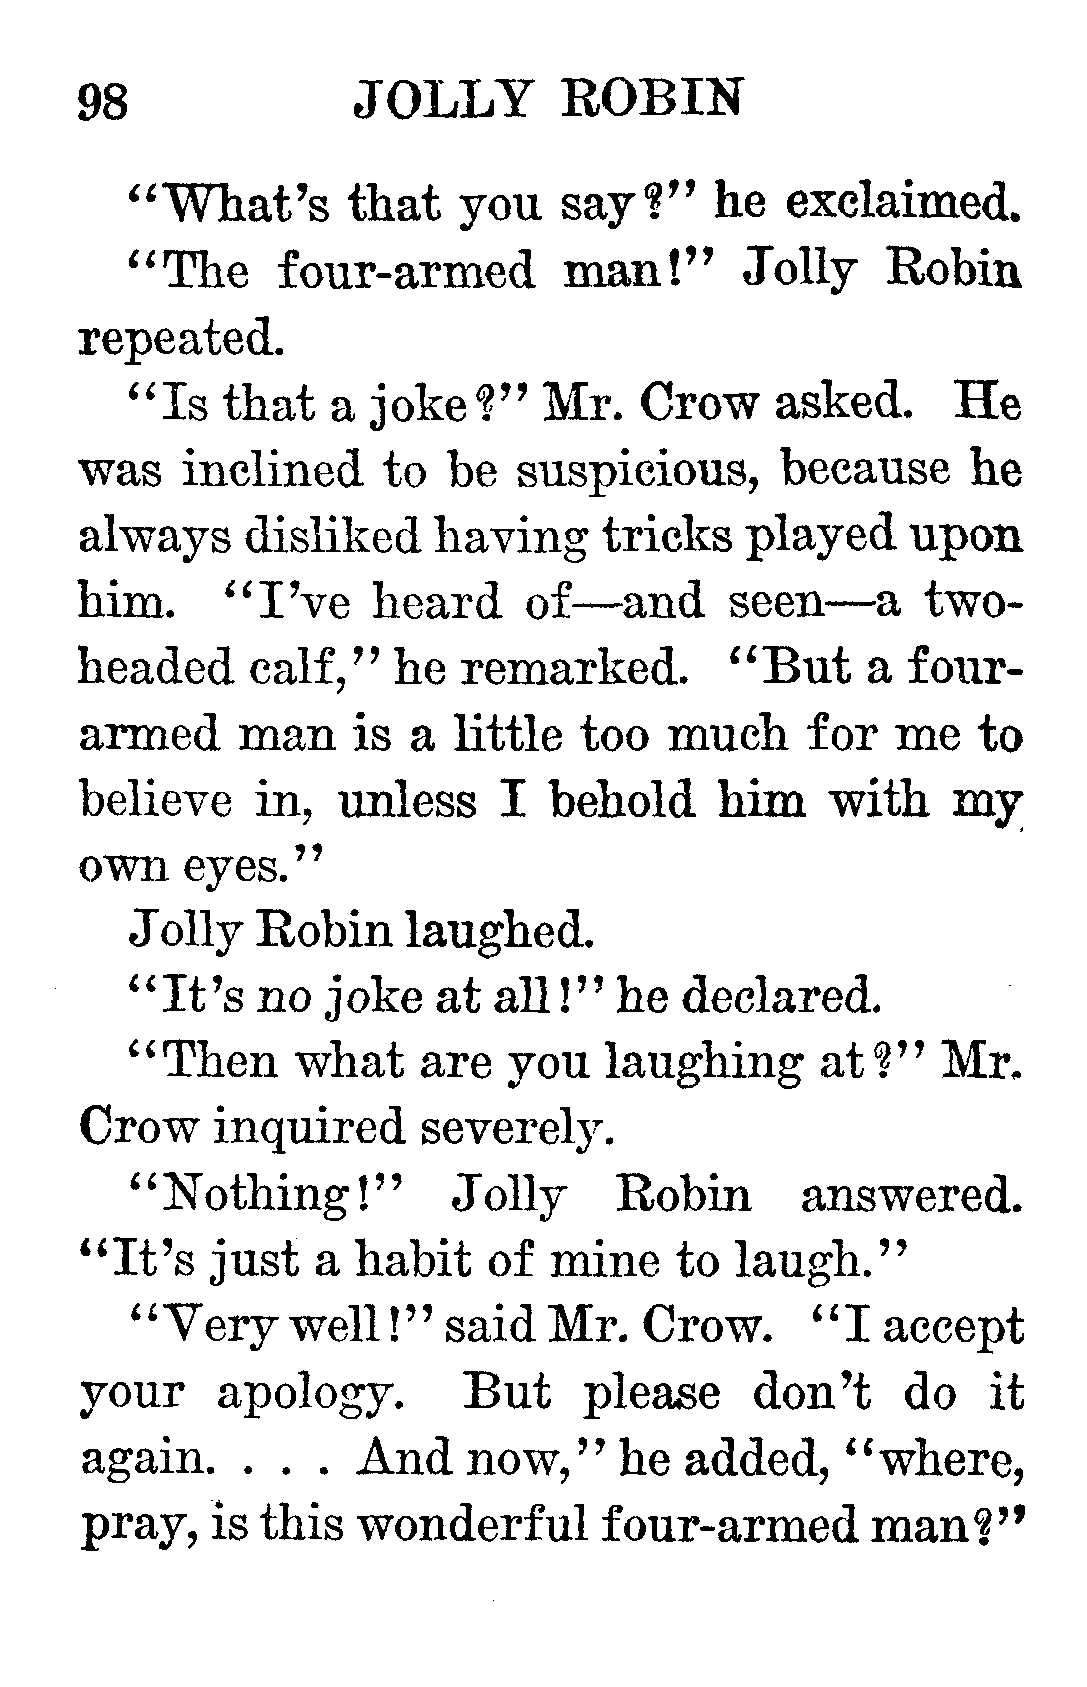 98 JOLLY ROBIN
“What’s that you say?” he exclaimed.
“The four-armed man!” Jolly Robin
repeated.
“Is that a joke?” Mr. Crow asked. He
was inclined to be suspicious, because he
always disliked having tricks played upon
him. “I’ve heard of—and seen—a two-
headed calf,” he remarked. “But a four-
armed man is a little too much for me to
believe in, unless I behold him with my
own eyes.”
Jolly Robin laughed.
“It’s no joke at all!” he declared.
“Then what are you laughing at?” Mr.
Crow inquired severely.
“Nothing!” Jolly Robin answered.
“It’s just a habit of mine to laugh.”
“Very well!” said Mr. Crow. “I accept
your apology. But please don’t do it
again. . . . And now,” he added, “where,
pray, is this wonderful four-armed man?”